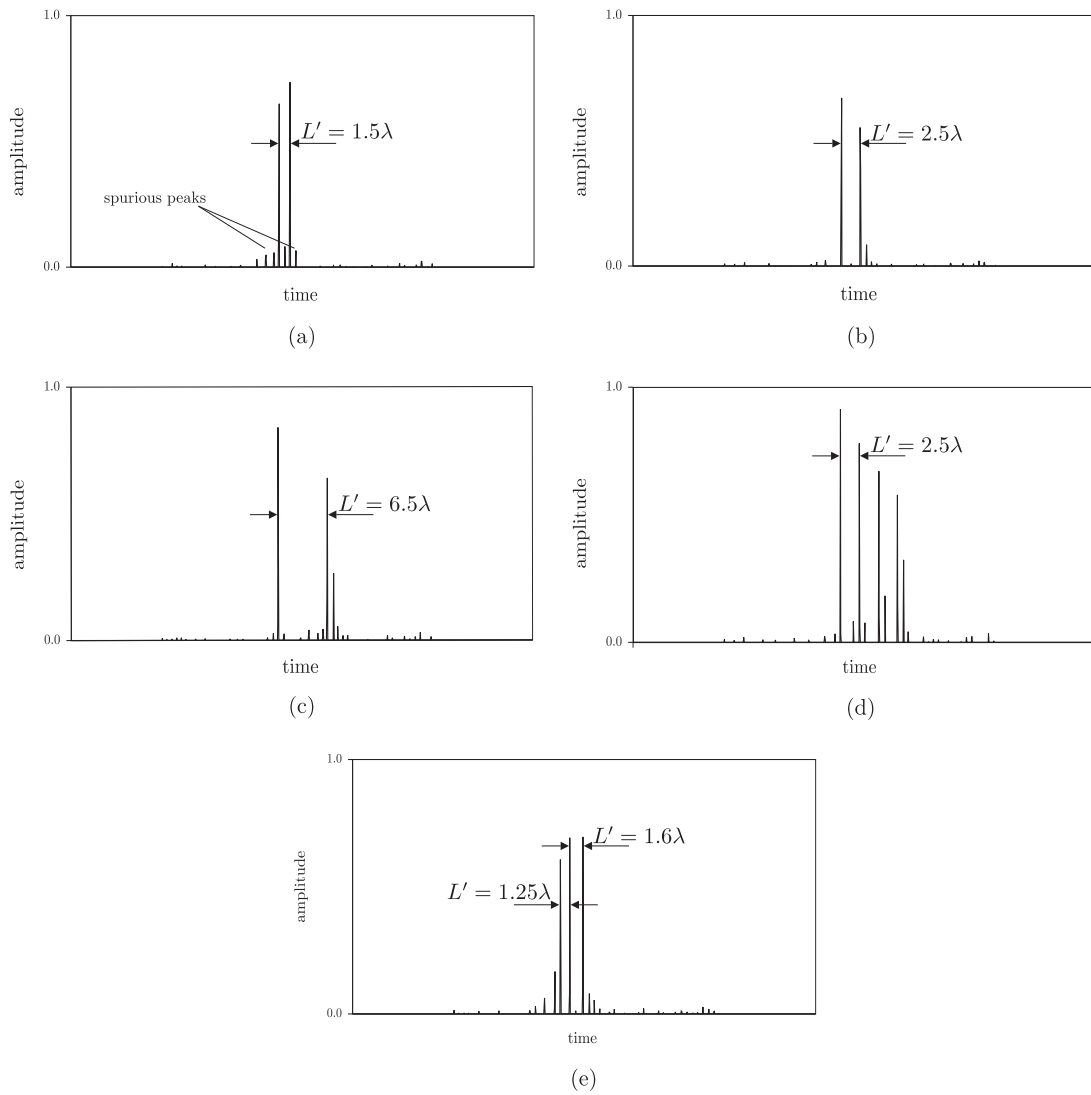 1.0
amplitude
L′ = 1.5λ
spurious peaks
0.0
time
(a)
1.0
amplitude
L′ = 2.5λ
0.0
time
(b)
1.0
amplitude
L′ = 6.5λ
0.0
time
(c)
1.0
amplitude
L′ = 2.5λ
0.0
time
(d)
1.0
amplitude
L′ = 1.6λ
L′ = 1.25λ
0.0
time
(e)